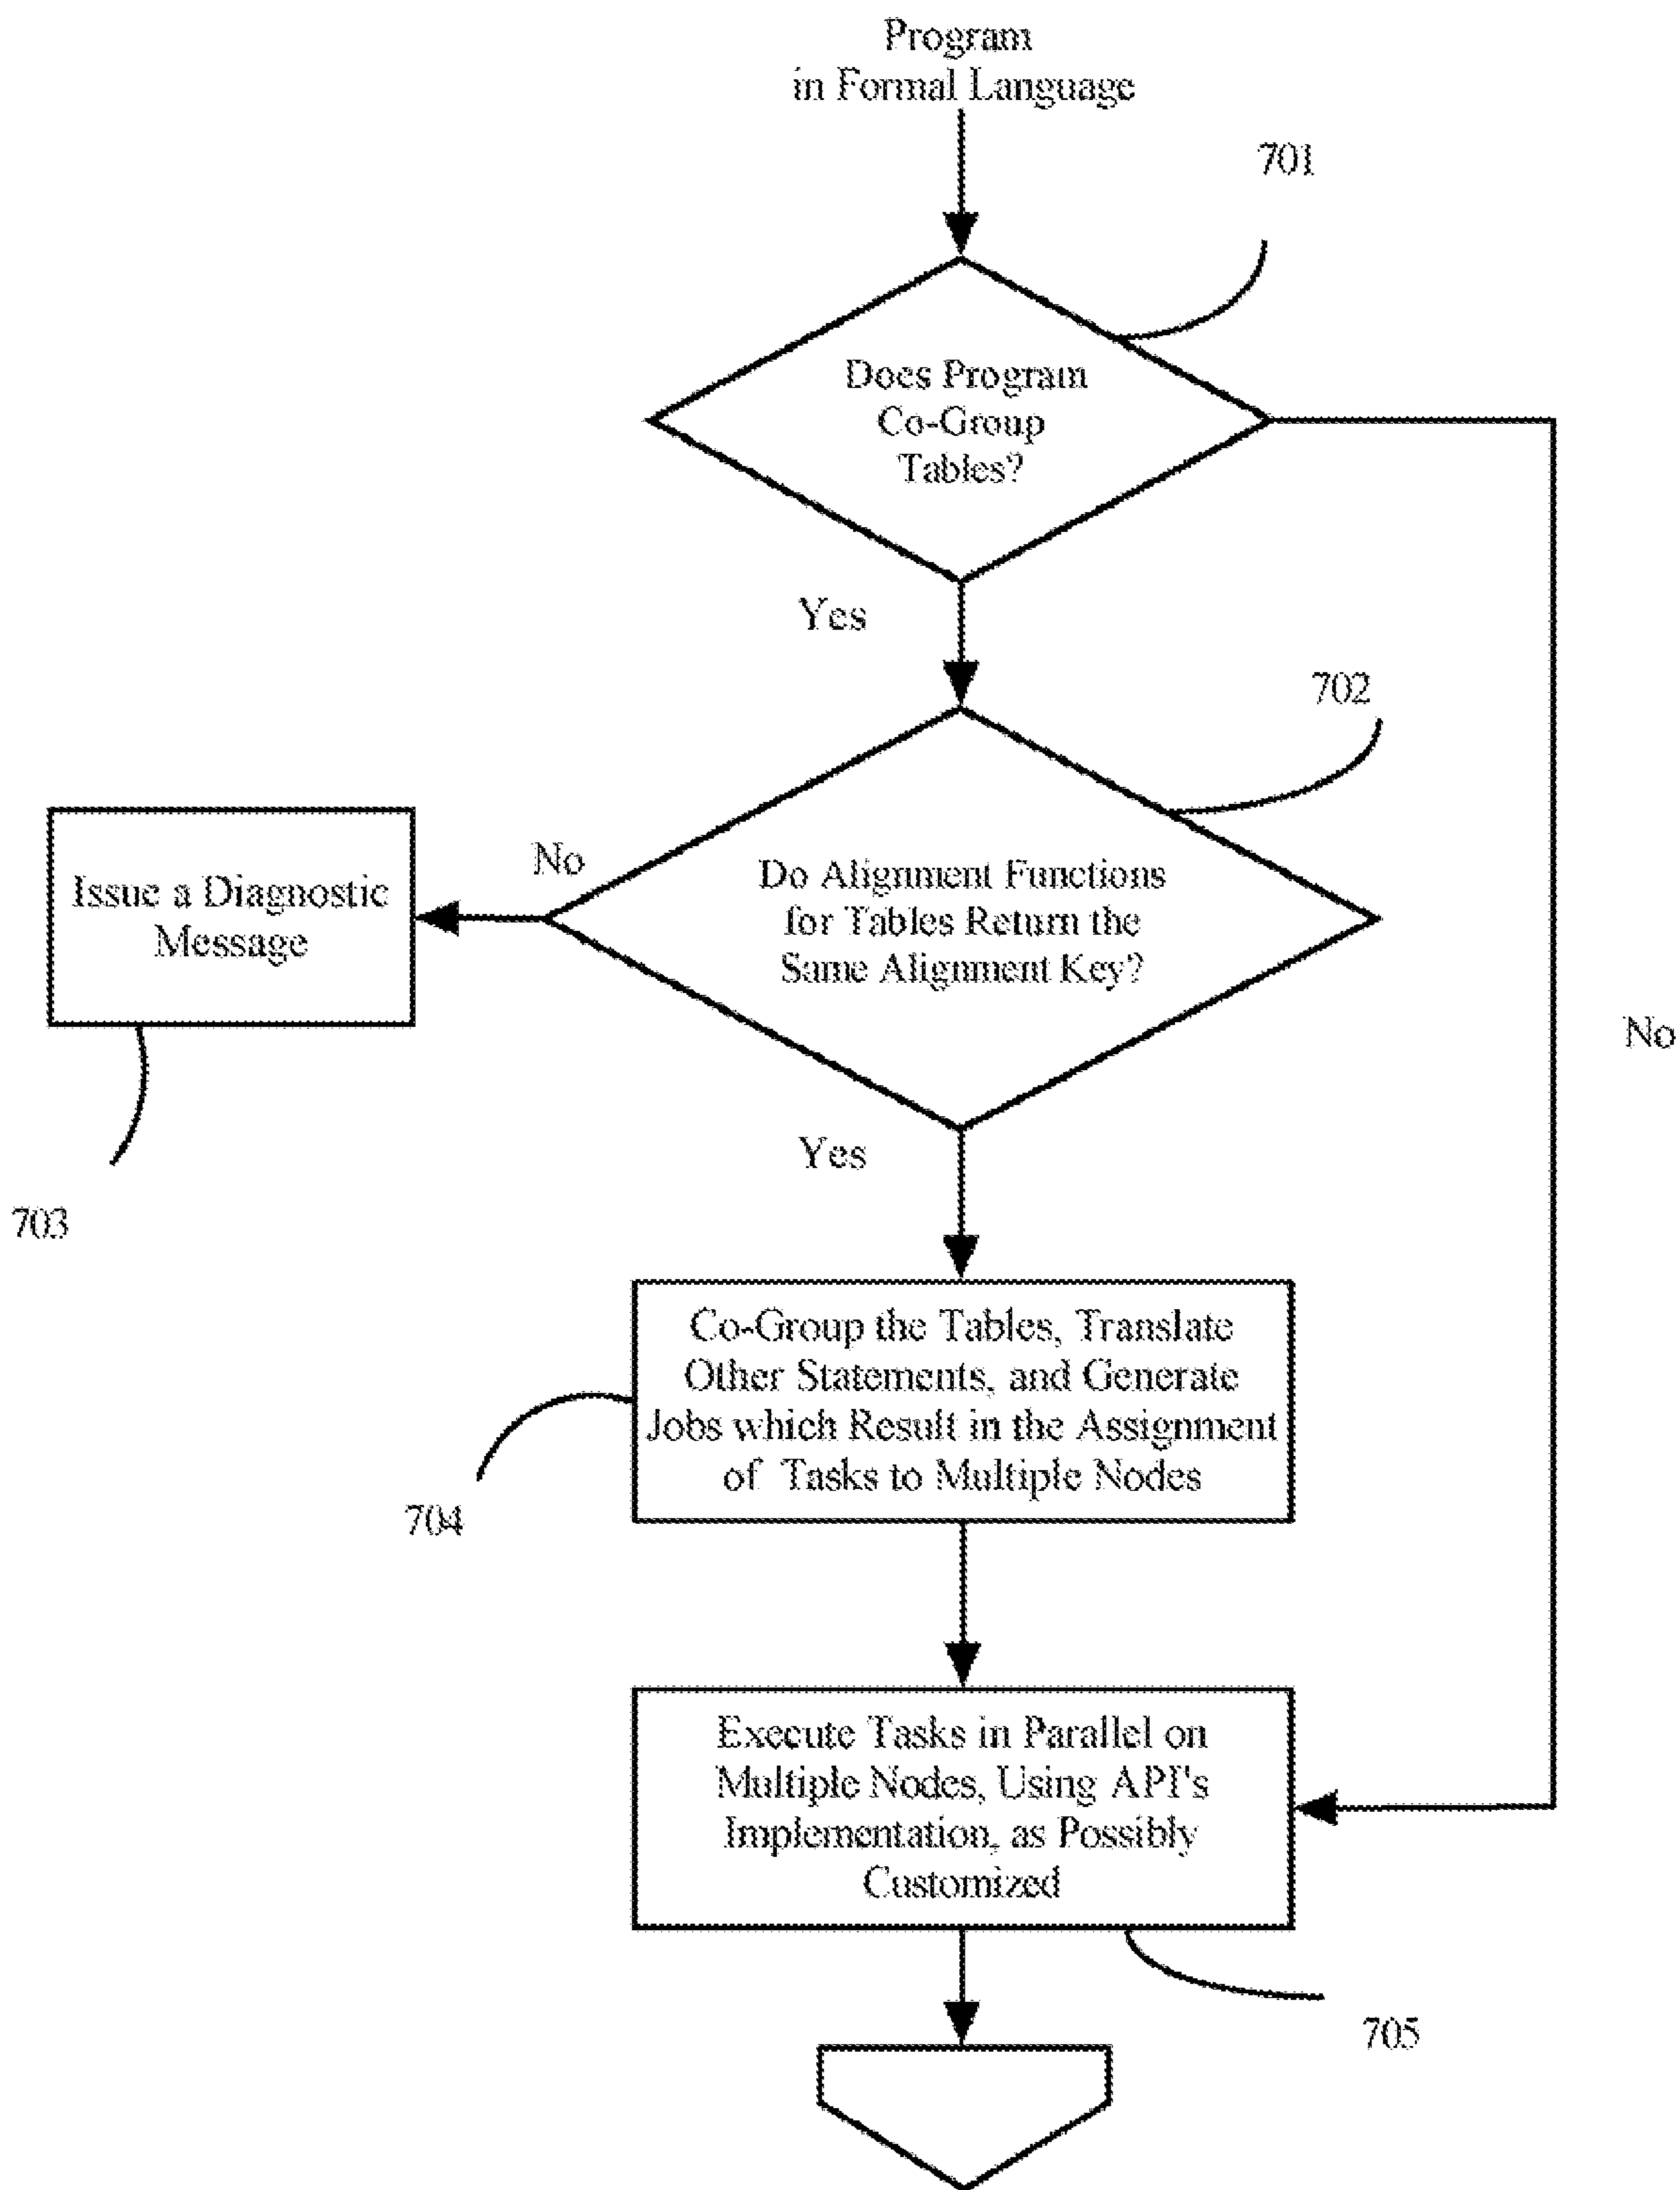 Program
in Formal Language
701
Does Program
Co-Group
Tables?
Yes
702
No
Issue a Diagnostic
Message
Do Alignment Functions
for Tables Return the
Same Alignment Key?
No
Yes
703
Co-Group the Tables, Translate
Other Statements, and Generate
Jobs which Result in the Assignment
of Tasks to Multiple Nodes
704
Execute Tasks in Parallel on
Multiple Nodes, Using API's
Implementation, as Possibly
Customized
705